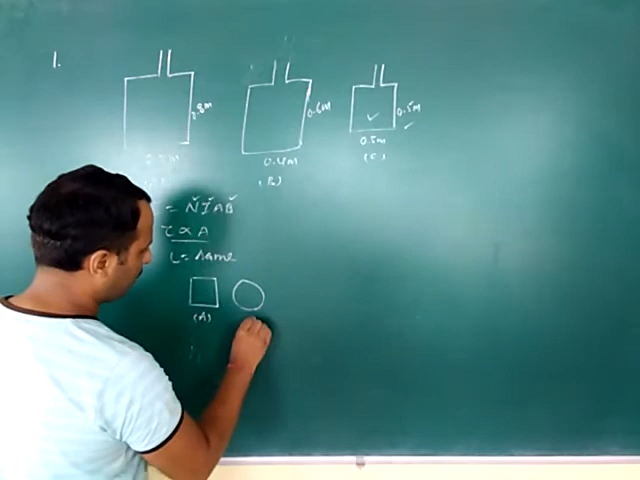 1.
0.6m
0.5m
0.4m
0.5m
(B)
(C)
= NIAB
τ ∝ A
L = same
(A)